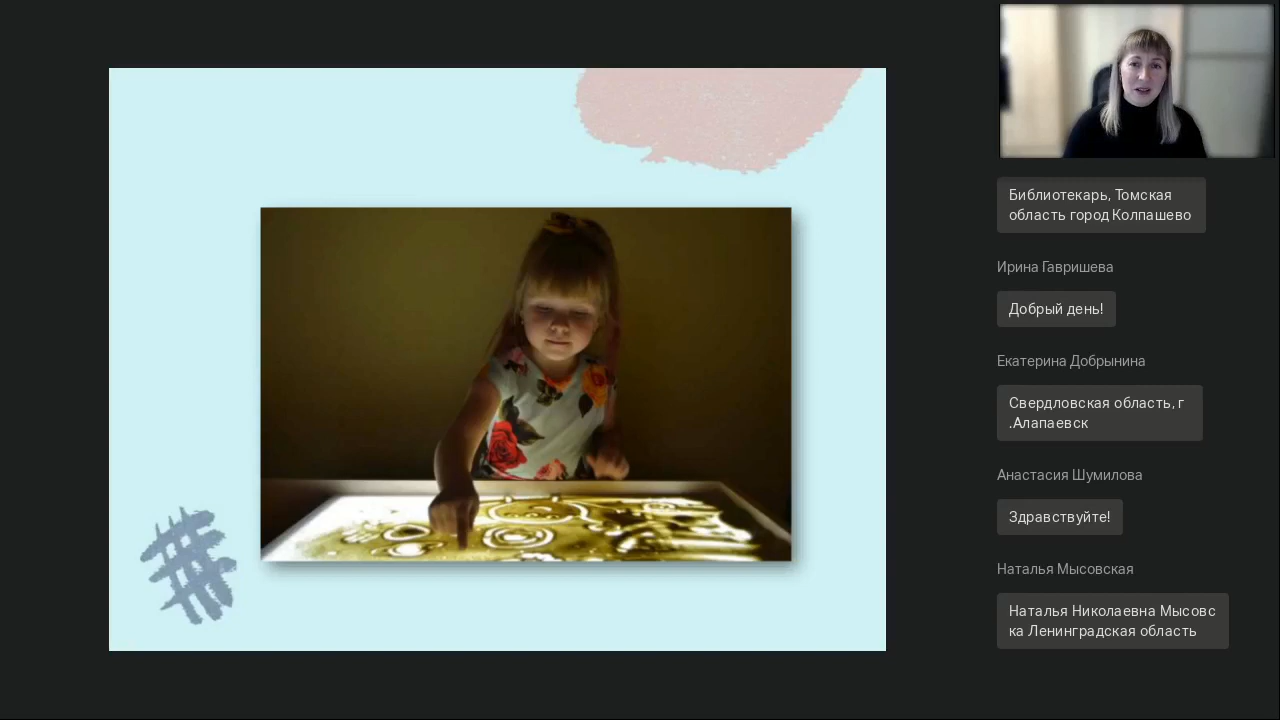 Библиотекарь, Томская
область город Колпашево
Ирина Гавришева
Добрый день!
Екатерина Добрынина
Свердловская область, г
.Алапаевск
Анастасия Шумилова
Здравствуйте!
Наталья Мысовская
Наталья Николаевна Мысовс
ка Ленинградская область